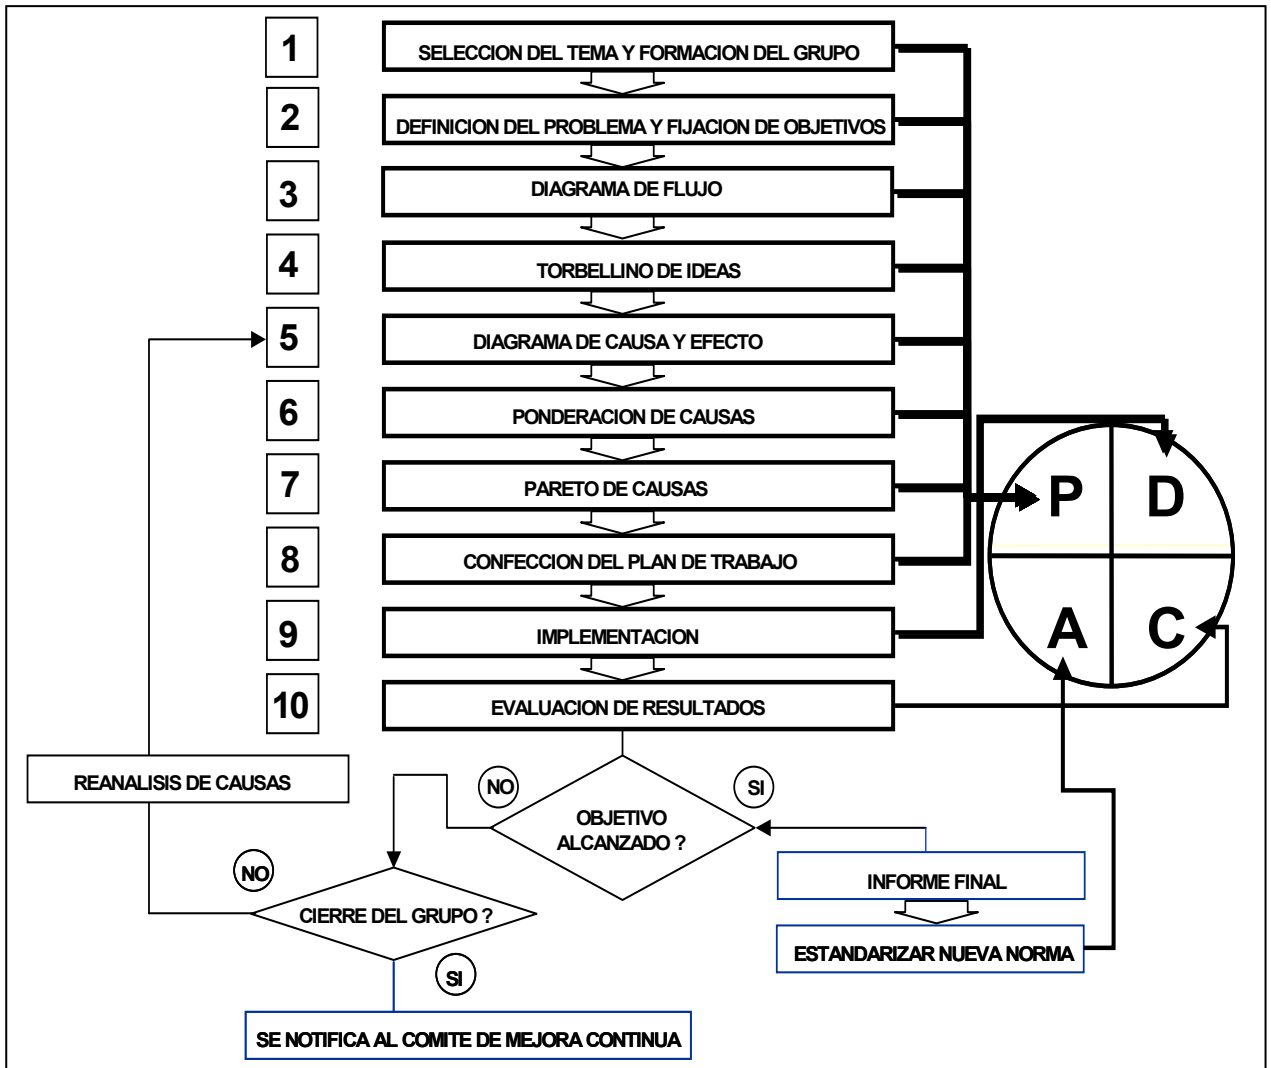 1
SELECCION DEL TEMA Y FORMACION DEL GRUPO
2
DEFINICION DEL PROBLEMA Y FIJACION DE OBJETIVOS
3
DIAGRAMA DE FLUJO
4
TORBELLINO DE IDEAS
5
DIAGRAMA DE CAUSA Y EFECTO
6
PONDERACION DE CAUSAS
7
PARETO DE CAUSAS
P
D
8
CONFECCION DEL PLAN DE TRABAJO
9
IMPLEMENTACION
A
C
10
EVALUACION DE RESULTADOS
REANALISIS DE CAUSAS
NO
SI
OBJETIVO
ALCANZADO ?
NO
INFORME FINAL
CIERRE DEL GRUPO ?
ESTANDARIZAR NUEVA NORMA
SI
SE NOTIFICA AL COMITE DE MEJORA CONTINUA